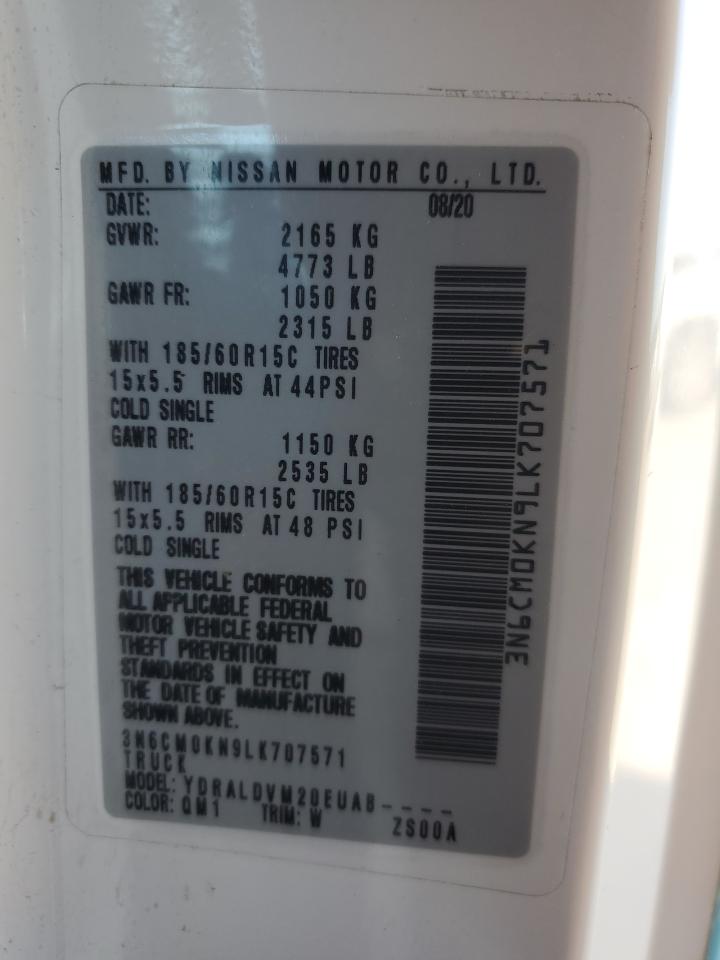 MFD. BY NISSAN MOTOR CO., LTD.
DATE: 08/20
GVWR: 2165 KG
4773 LB
GAWR FR: 1050 KG
2315 LB
WITH 185/60R15C TIRES
15x5.5 RIMS AT 44PSI
COLD SINGLE
GAWR RR: 1150 KG
2535 LB
WITH 185/60R15C TIRES
15x5.5 RIMS AT 48 PSI
COLD SINGLE
THIS VEHICLE CONFORMS TO
ALL APPLICABLE FEDERAL
MOTOR VEHICLE SAFETY AND
THEFT PREVENTION
STANDARDS IN EFFECT ON
THE DATE OF MANUFACTURE
SHOWN ABOVE.
3N6CM0KN9LK707571
TRUCK
MODEL: YDRALDVM20EUAB----
COLOR: QM1 TRIM: W ZS00A
3N6CM0KN9LK707571